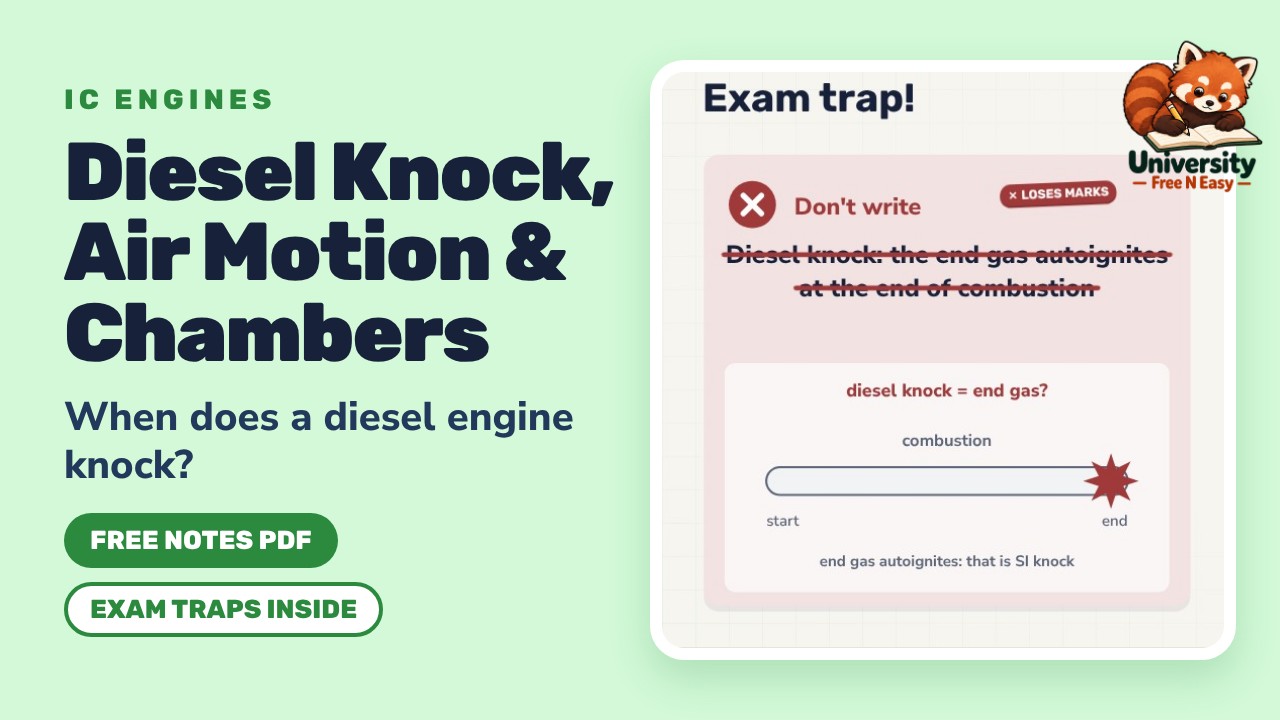 IC ENGINES
Diesel Knock,
Air Motion &
Chambers
When does a diesel engine
knock?
FREE NOTES PDF
EXAM TRAPS INSIDE
Exam trap!
University
Free N Easy
Don't write
× LOSES MARKS
Diesel knock: the end gas autoignites
at the end of combustion
diesel knock = end gas?
combustion
start
end
end gas autoignites: that is SI knock